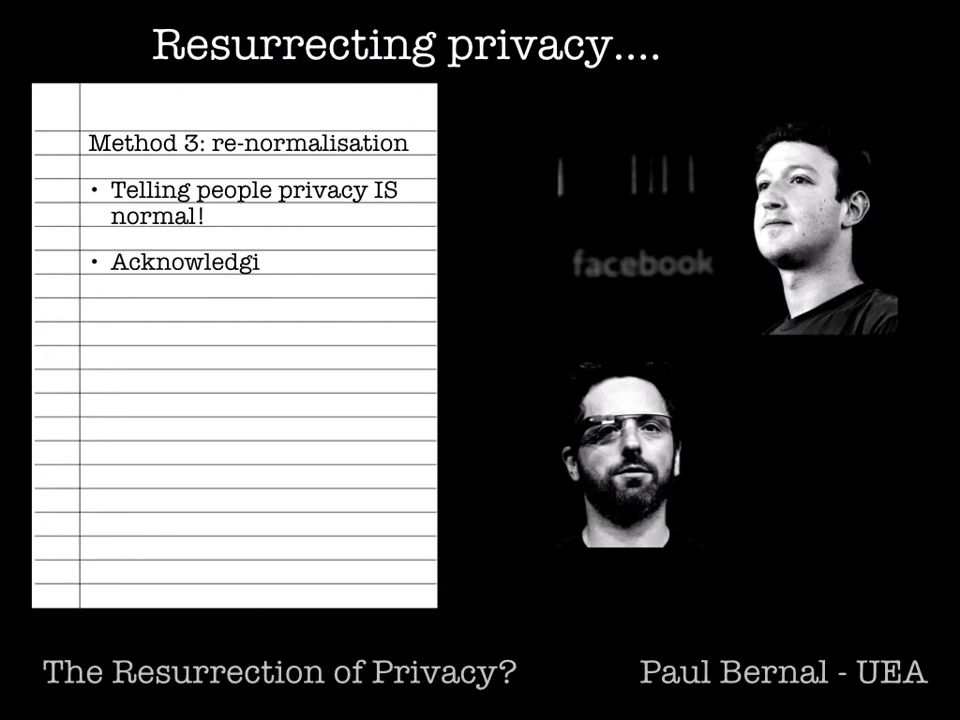 Resurrecting privacy....
Method 3: re-normalisation
• Telling people privacy IS
normal!
• Acknowledgi
facebook
The Resurrection of Privacy?
Paul Bernal - UEA